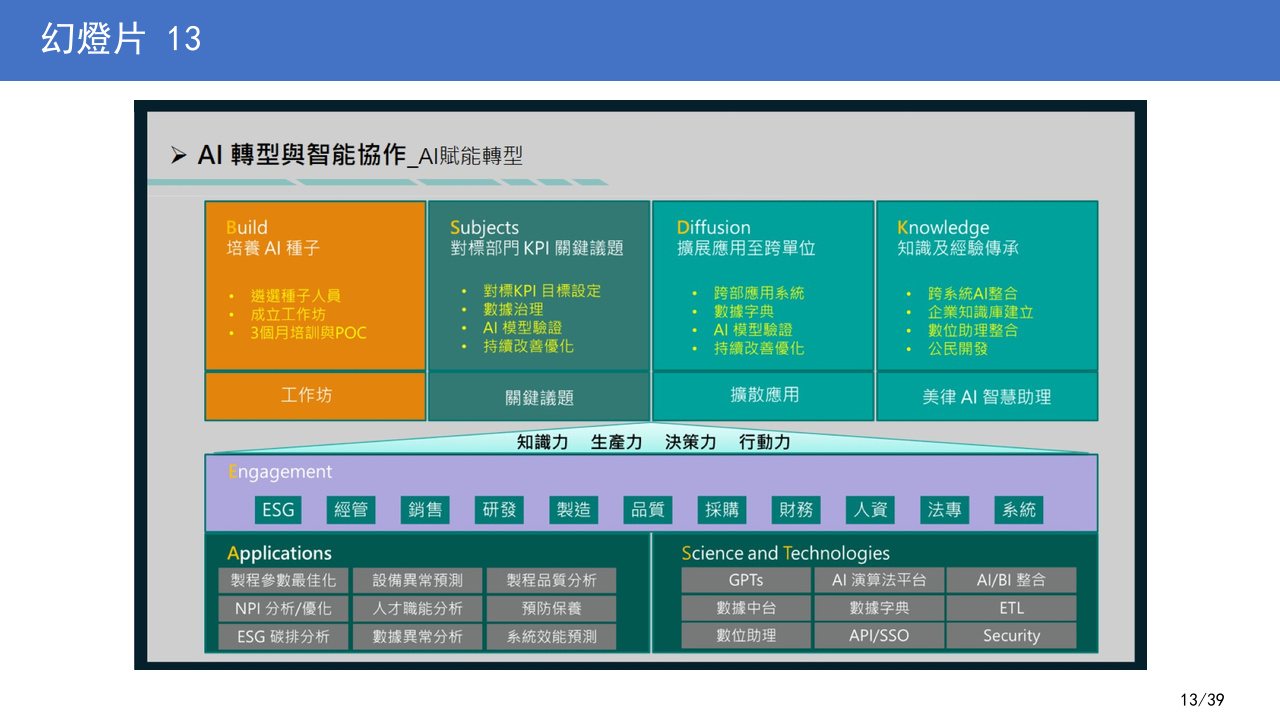 幻燈片 13
➢ AI 轉型與智能協作_AI賦能轉型
Build
培養 AI 種子
• 遴選種子人員
• 成立工作坊
• 3個月培訓與POC
工作坊
Subjects
對標部門 KPI 關鍵議題
• 對標KPI 目標設定
• 數據治理
• AI 模型驗證
• 持續改善優化
關鍵議題
Diffusion
擴展應用至跨單位
• 跨部應用系統
• 數據字典
• AI 模型驗證
• 持續改善優化
擴散應用
Knowledge
知識及經驗傳承
• 跨系統AI整合
• 企業知識庫建立
• 數位助理整合
• 公民開發
美律 AI 智慧助理
知識力 生產力 決策力 行動力
Engagement
ESG 經管 銷售 研發 製造 品質 採購 財務 人資 法專 系統
Applications
製程參數最佳化 設備異常預測 製程品質分析
NPI 分析/優化 人才職能分析 預防保養
ESG 碳排分析 數據異常分析 系統效能預測
Science and Technologies
GPTs AI 演算法平台 AI/BI 整合
數據中台 數據字典 ETL
數位助理 API/SSO Security
13/39